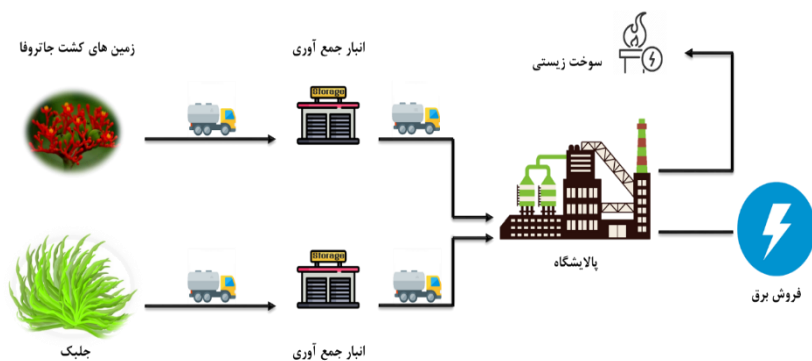 زمین های کشت جاتروفا
انبار جمع آوری
سوخت زیستی
Storage
پالایشگاه
فروش برق
Storage
جلبک
انبار جمع آوری